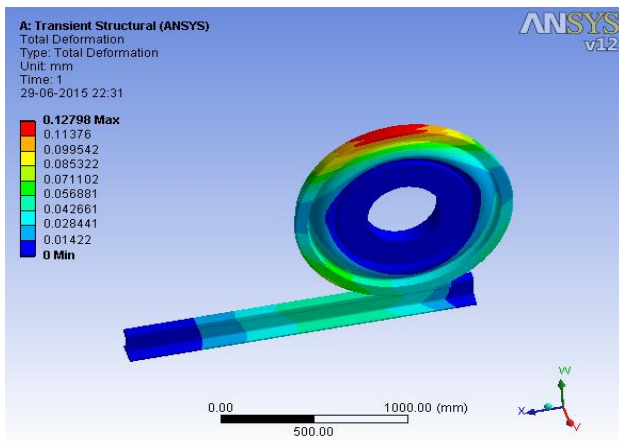 A: Transient Structural (ANSYS)
Total Deformation
Type: Total Deformation
Unit: mm
Time: 1
29-06-2015 22:31
0.12798 Max
0.11376
0.099542
0.085322
0.071102
0.056881
0.042661
0.028441
0.01422
0 Min
ANSYS
v12
0.00
1000.00 (mm)
500.00
W
X
V